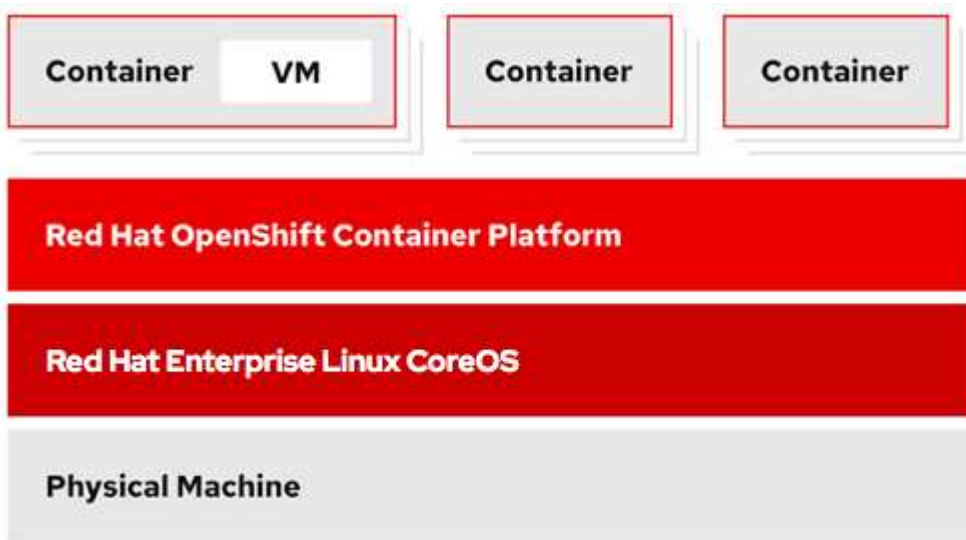 Container VM Container Container
Red Hat OpenShift Container Platform
Red Hat Enterprise Linux CoreOS
Physical Machine